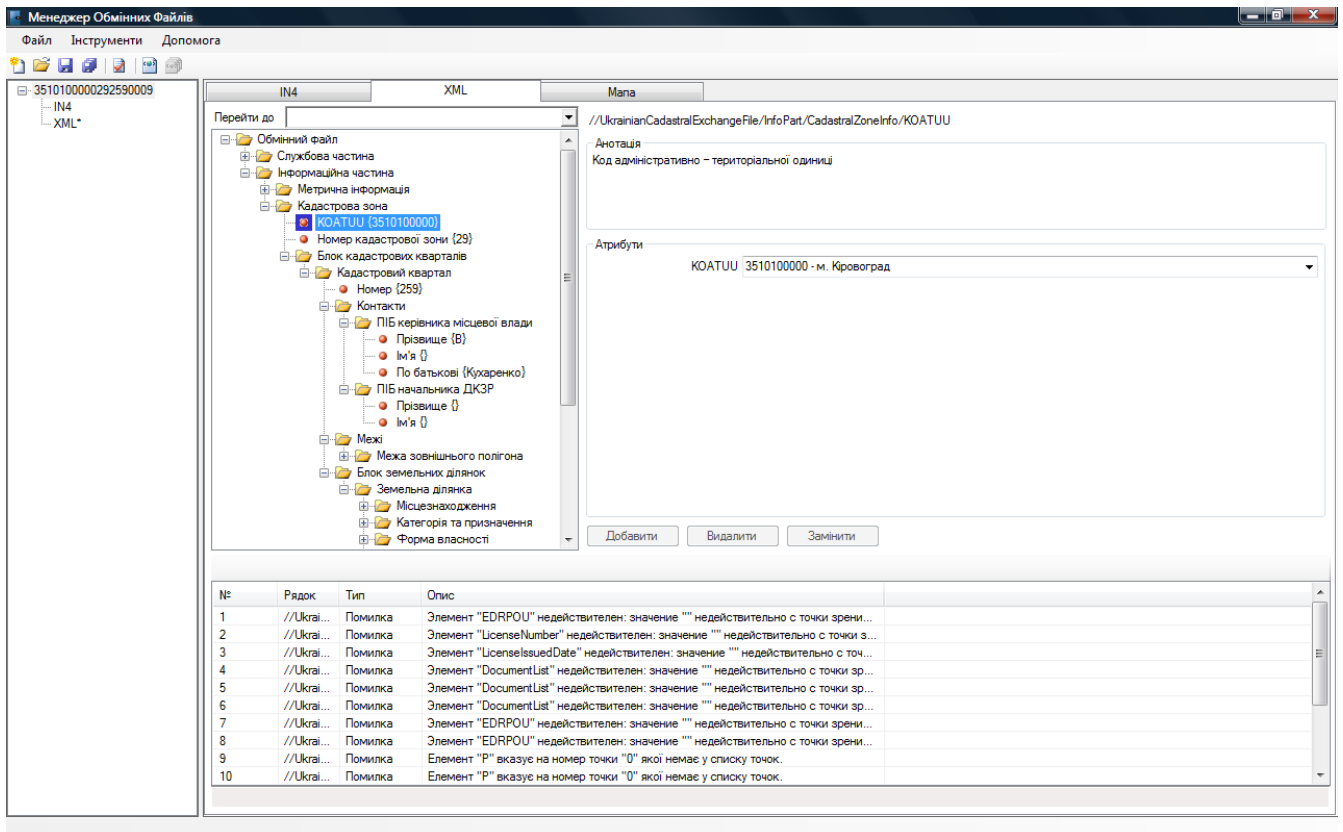 Менеджер Обмінних Файлів
Файл Інструменти Допомога
3510100000292590009
IN4
XML*
IN4 XML Мапа
Перейти до
Обмінний файл
Службова частина
Інформаційна частина
Метрична інформація
Кадастрова зона
KOATUU {3510100000}
Номер кадастрової зони {29}
Блок кадастрових кварталів
Кадастровий квартал
Номер {259}
Контакти
ПІБ керівника місцевої влади
Прізвище {В}
Ім'я {}
По батькові {Кухаренко}
ПІБ начальника ДКЗР
Прізвище {}
Ім'я {}
Межі
Межа зовнішнього полігона
Блок земельних ділянок
Земельна ділянка
Місцезнаходження
Категорія та призначення
Форма власності
//UkrainianCadastralExchangeFile/InfoPart/CadastralZoneInfo/KOATUU
Анотація
Код адміністративно – територіальної одиниці
Атрибути
KOATUU 3510100000 - м. Кіровоград
Добавити Видалити Замінити
№ Рядок Тип Опис
1 //Ukrai... Помилка Элемент "EDRPOU" недействителен: значение "" недействительно с точки зрени...
2 //Ukrai... Помилка Элемент "LicenseNumber" недействителен: значение "" недействительно с точки з...
3 //Ukrai... Помилка Элемент "LicenseIssuedDate" недействителен: значение "" недействительно с точ...
4 //Ukrai... Помилка Элемент "DocumentList" недействителен: значение "" недействительно с точки зр...
5 //Ukrai... Помилка Элемент "DocumentList" недействителен: значение "" недействительно с точки зр...
6 //Ukrai... Помилка Элемент "DocumentList" недействителен: значение "" недействительно с точки зр...
7 //Ukrai... Помилка Элемент "EDRPOU" недействителен: значение "" недействительно с точки зрени...
8 //Ukrai... Помилка Элемент "EDRPOU" недействителен: значение "" недействительно с точки зрени...
9 //Ukrai... Помилка Елемент "P" вказує на номер точки "0" якої немає у списку точок.
10 //Ukrai... Помилка Елемент "P" вказує на номер точки "0" якої немає у списку точок.